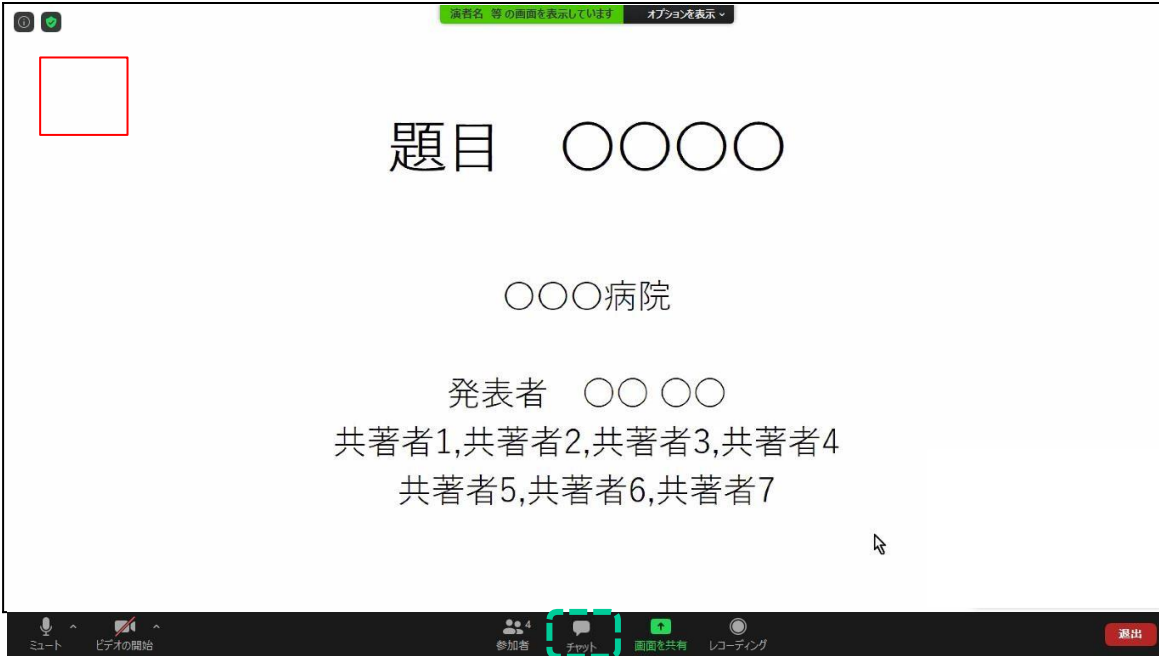 演者名 等 の画面を表示しています　オプションを表示
題目　〇〇〇〇
〇〇〇病院
発表者　〇〇 〇〇
共著者1,共著者2,共著者3,共著者4
共著者5,共著者6,共著者7
ミュート　ビデオの開始　参加者 4　チャット　画面を共有　レコーディング　退出